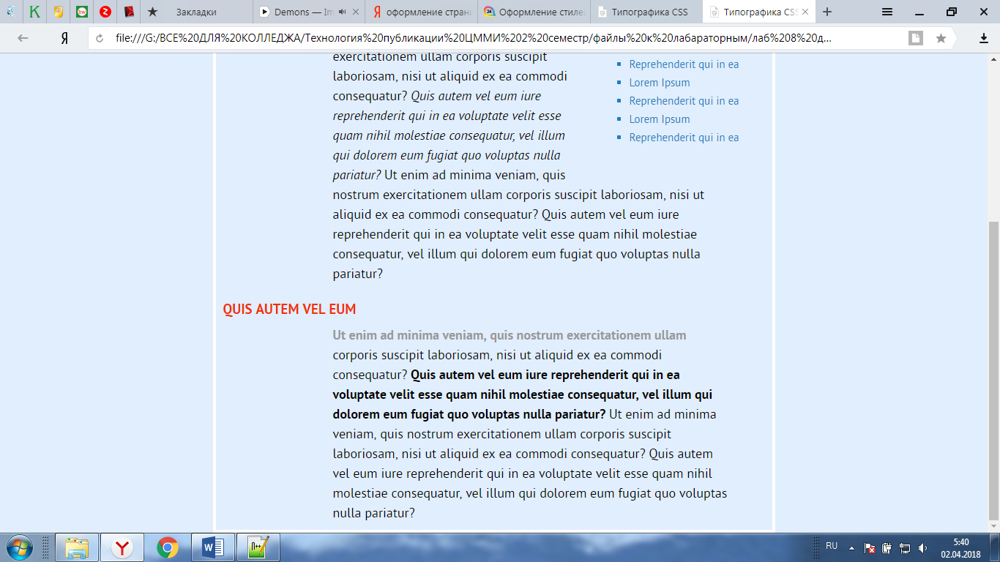 Закладки
Demons — Im
оформление стран
Оформление стиле
Типографика CSS
Типографика CSS
file:///G:/ВСЕ%20ДЛЯ%20КОЛЛЕДЖА/Технология%20публикации%20ЦММИ%202%20семестр/файлы%20к%20лабараторным/лаб%208%20д...
exercitationem ullam corporis suscipit
laboriosam, nisi ut aliquid ex ea commodi
consequatur? Quis autem vel eum iure
reprehenderit qui in ea voluptate velit esse
quam nihil molestiae consequatur, vel illum
qui dolorem eum fugiat quo voluptas nulla
pariatur? Ut enim ad minima veniam, quis
nostrum exercitationem ullam corporis suscipit laboriosam, nisi ut
aliquid ex ea commodi consequatur? Quis autem vel eum iure
reprehenderit qui in ea voluptate velit esse quam nihil molestiae
consequatur, vel illum qui dolorem eum fugiat quo voluptas nulla
pariatur?
Reprehenderit qui in ea
Lorem Ipsum
Reprehenderit qui in ea
Lorem Ipsum
Reprehenderit qui in ea
QUIS AUTEM VEL EUM
Ut enim ad minima veniam, quis nostrum exercitationem ullam
corporis suscipit laboriosam, nisi ut aliquid ex ea commodi
consequatur? Quis autem vel eum iure reprehenderit qui in ea
voluptate velit esse quam nihil molestiae consequatur, vel illum qui
dolorem eum fugiat quo voluptas nulla pariatur? Ut enim ad minima
veniam, quis nostrum exercitationem ullam corporis suscipit
laboriosam, nisi ut aliquid ex ea commodi consequatur? Quis autem
vel eum iure reprehenderit qui in ea voluptate velit esse quam nihil
molestiae consequatur, vel illum qui dolorem eum fugiat quo voluptas
nulla pariatur?
RU
5:40
02.04.2018